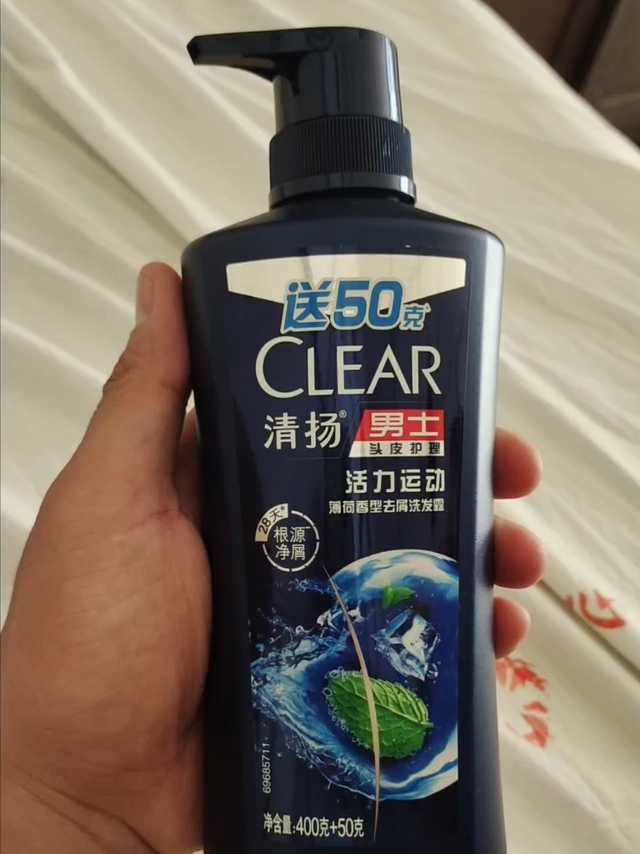 送50克
CLEAR
清扬®
男士
头皮护理
活力运动
薄荷香型去屑洗发露
28天*
根源
净屑
69685711
净含量:400克+50克
心